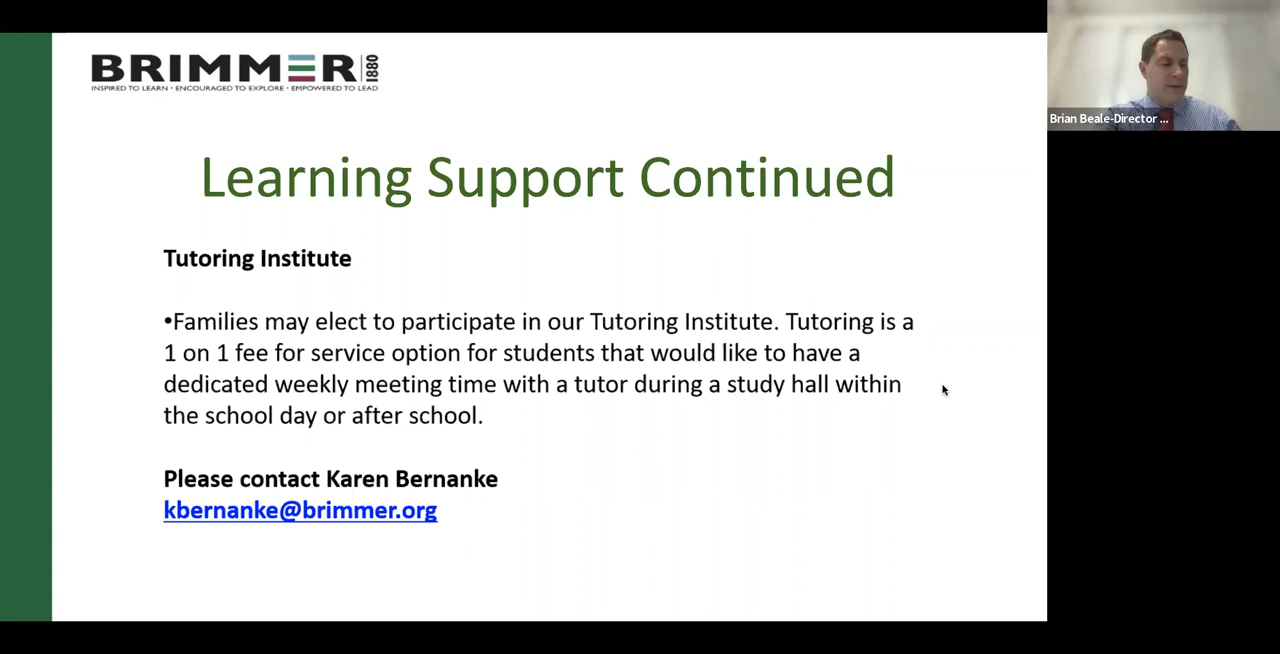 BRIMMER 1880
INSPIRED TO LEARN • ENCOURAGED TO EXPLORE • EMPOWERED TO LEAD
Brian Beale-Director ...
Learning Support Continued
Tutoring Institute
•Families may elect to participate in our Tutoring Institute. Tutoring is a
1 on 1 fee for service option for students that would like to have a
dedicated weekly meeting time with a tutor during a study hall within
the school day or after school.
Please contact Karen Bernanke
kbernanke@brimmer.org